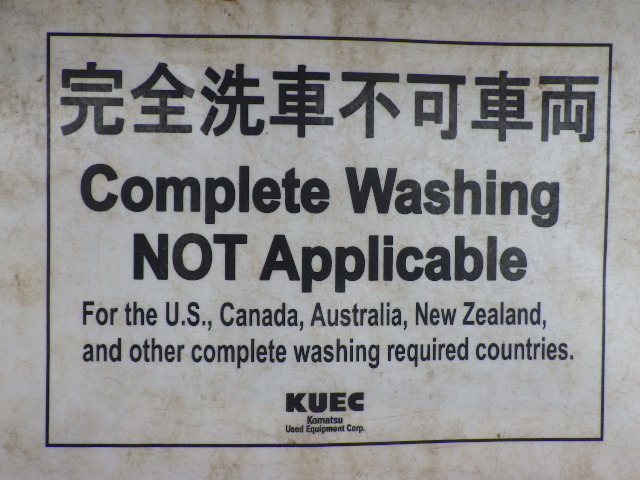 完全洗車不可車両
Complete Washing
NOT Applicable
For the U.S., Canada, Australia, New Zealand,
and other complete washing required countries.
KUEC
Komatsu
Used Equipment Corp.